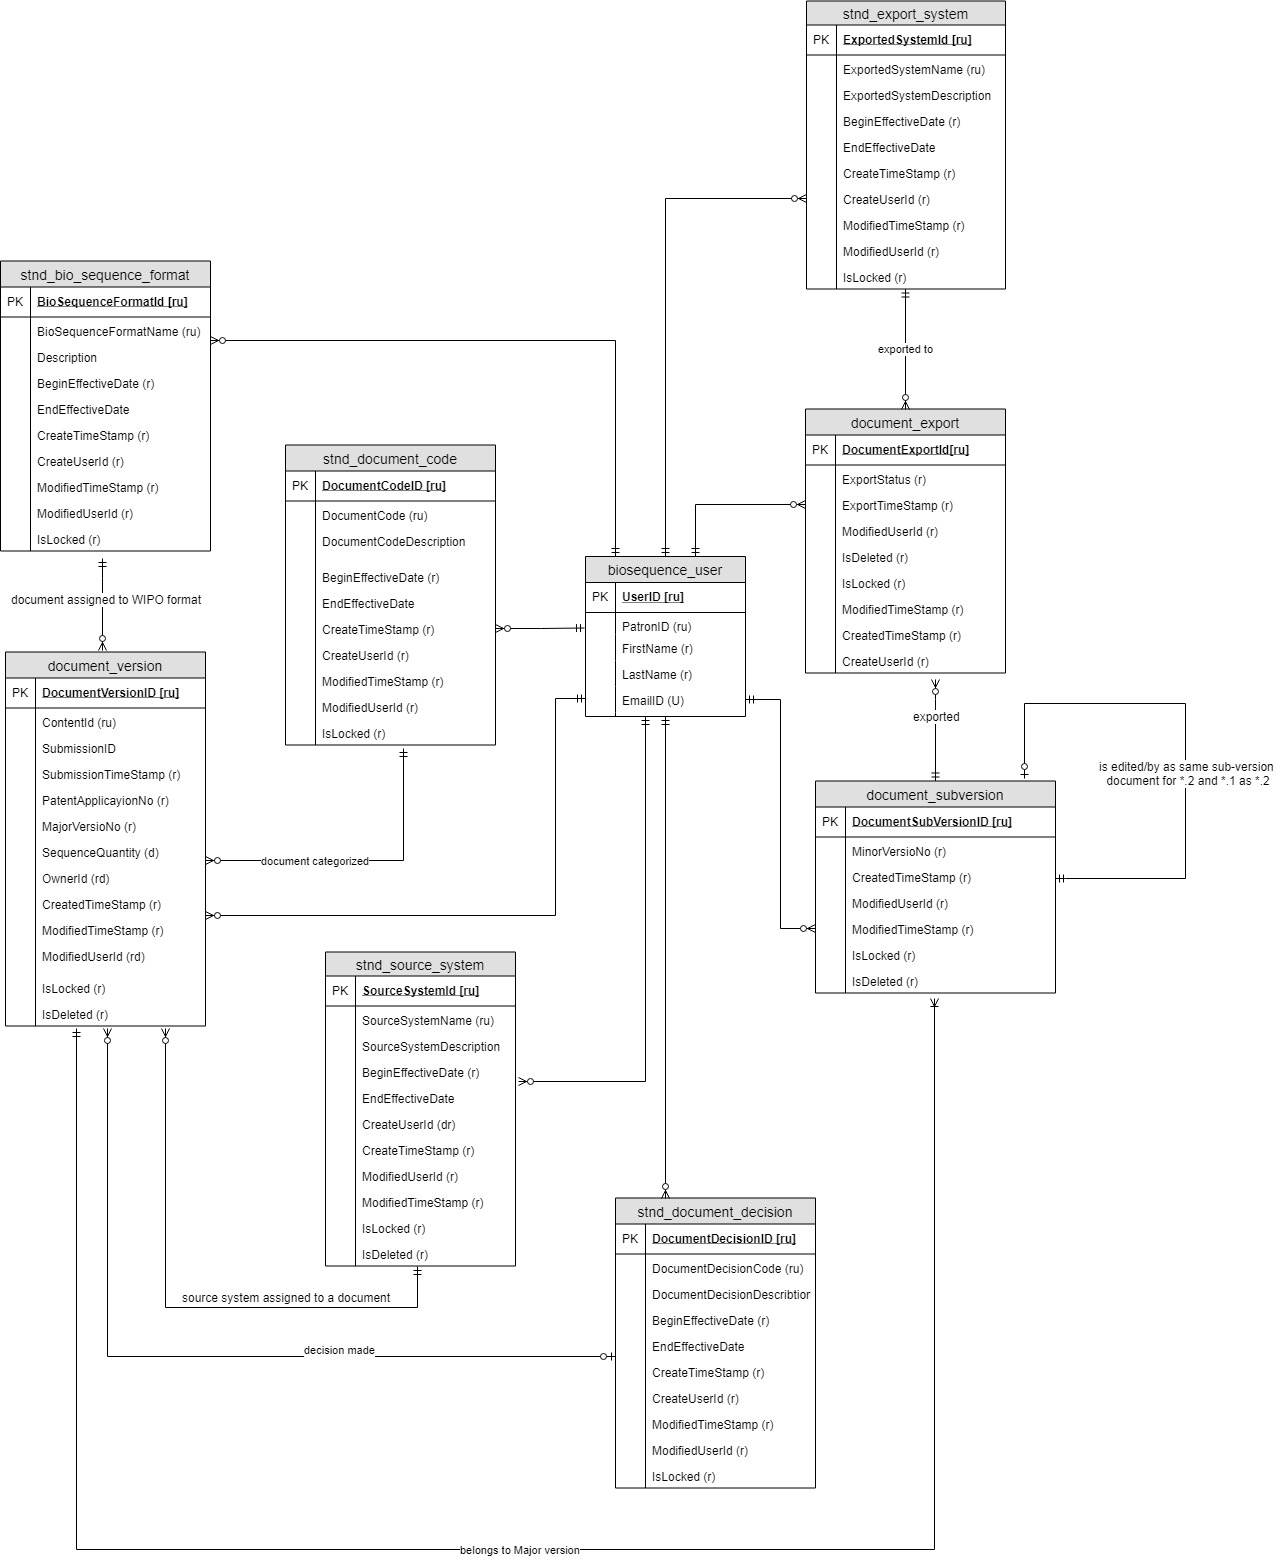 stnd_export_system
PK ExportedSystemId [ru]
ExportedSystemName (ru)
ExportedSystemDescription
BeginEffectiveDate (r)
EndEffectiveDate
CreateTimeStamp (r)
CreateUserId (r)
ModifiedTimeStamp (r)
ModifiedUserId (r)
IsLocked (r)
exported to
stnd_bio_sequence_format
PK BioSequenceFormatId [ru]
BioSequenceFormatName (ru)
Description
BeginEffectiveDate (r)
EndEffectiveDate
CreateTimeStamp (r)
CreateUserId (r)
ModifiedTimeStamp (r)
ModifiedUserId (r)
IsLocked (r)
document assigned to WIPO format
stnd_document_code
PK DocumentCodeID [ru]
DocumentCode (ru)
DocumentCodeDescription
BeginEffectiveDate (r)
EndEffectiveDate
CreateTimeStamp (r)
CreateUserId (r)
ModifiedTimeStamp (r)
ModifiedUserId (r)
IsLocked (r)
document categorized
biosequence_user
PK UserID [ru]
PatronID (ru)
FirstName (r)
LastName (r)
EmailID (U)
document_export
PK DocumentExportId[ru]
ExportStatus (r)
ExportTimeStamp (r)
ModifiedUserId (r)
IsDeleted (r)
IsLocked (r)
ModifiedTimeStamp (r)
CreatedTimeStamp (r)
CreateUserId (r)
exported
document_version
PK DocumentVersionID [ru]
ContentId (ru)
SubmissionID
SubmissionTimeStamp (r)
PatentApplicayionNo (r)
MajorVersioNo (r)
SequenceQuantity (d)
OwnerId (rd)
CreatedTimeStamp (r)
ModifiedTimeStamp (r)
ModifiedUserId (rd)
IsLocked (r)
IsDeleted (r)
document_subversion
PK DocumentSubVersionID [ru]
MinorVersioNo (r)
CreatedTimeStamp (r)
ModifiedUserId (r)
ModifiedTimeStamp (r)
IsLocked (r)
IsDeleted (r)
is edited/by as same sub-version
document for *.2 and *.1 as *.2
stnd_source_system
PK SourceSystemId [ru]
SourceSystemName (ru)
SourceSystemDescription
BeginEffectiveDate (r)
EndEffectiveDate
CreateUserId (dr)
CreateTimeStamp (r)
ModifiedUserId (r)
ModifiedTimeStamp (r)
IsLocked (r)
IsDeleted (r)
source system assigned to a document
decision made
stnd_document_decision
PK DocumentDecisionID [ru]
DocumentDecisionCode (ru)
DocumentDecisionDescribtior
BeginEffectiveDate (r)
EndEffectiveDate
CreateTimeStamp (r)
CreateUserId (r)
ModifiedTimeStamp (r)
ModifiedUserId (r)
IsLocked (r)
belongs to Major version